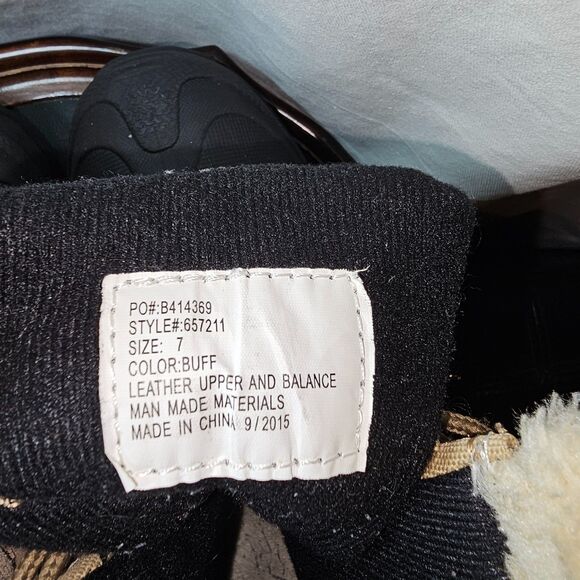 PO#:B414369
STYLE#:657211
SIZE: 7
COLOR:BUFF
LEATHER UPPER AND BALANCE
MAN MADE MATERIALS
MADE IN CHINA 9/2015